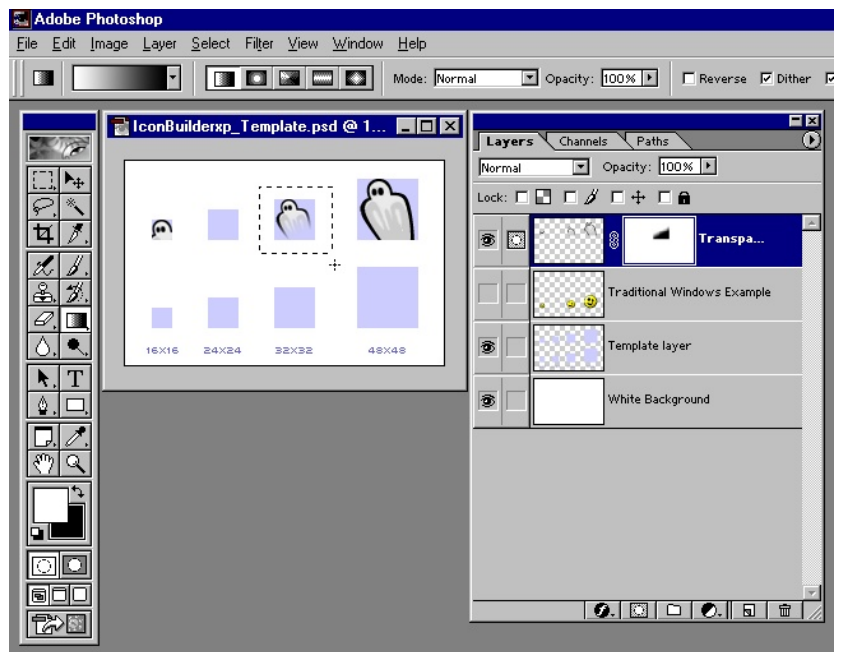 Adobe Photoshop
File Edit Image Layer Select Filter View Window Help
Mode: Normal Opacity: 100% Reverse Dither
IconBuilderxp_Template.psd @ 1...
16X16 24X24 32X32 48X48
Layers Channels Paths
Normal Opacity: 100%
Lock:
Transpa...
Traditional Windows Example
Template layer
White Background
T